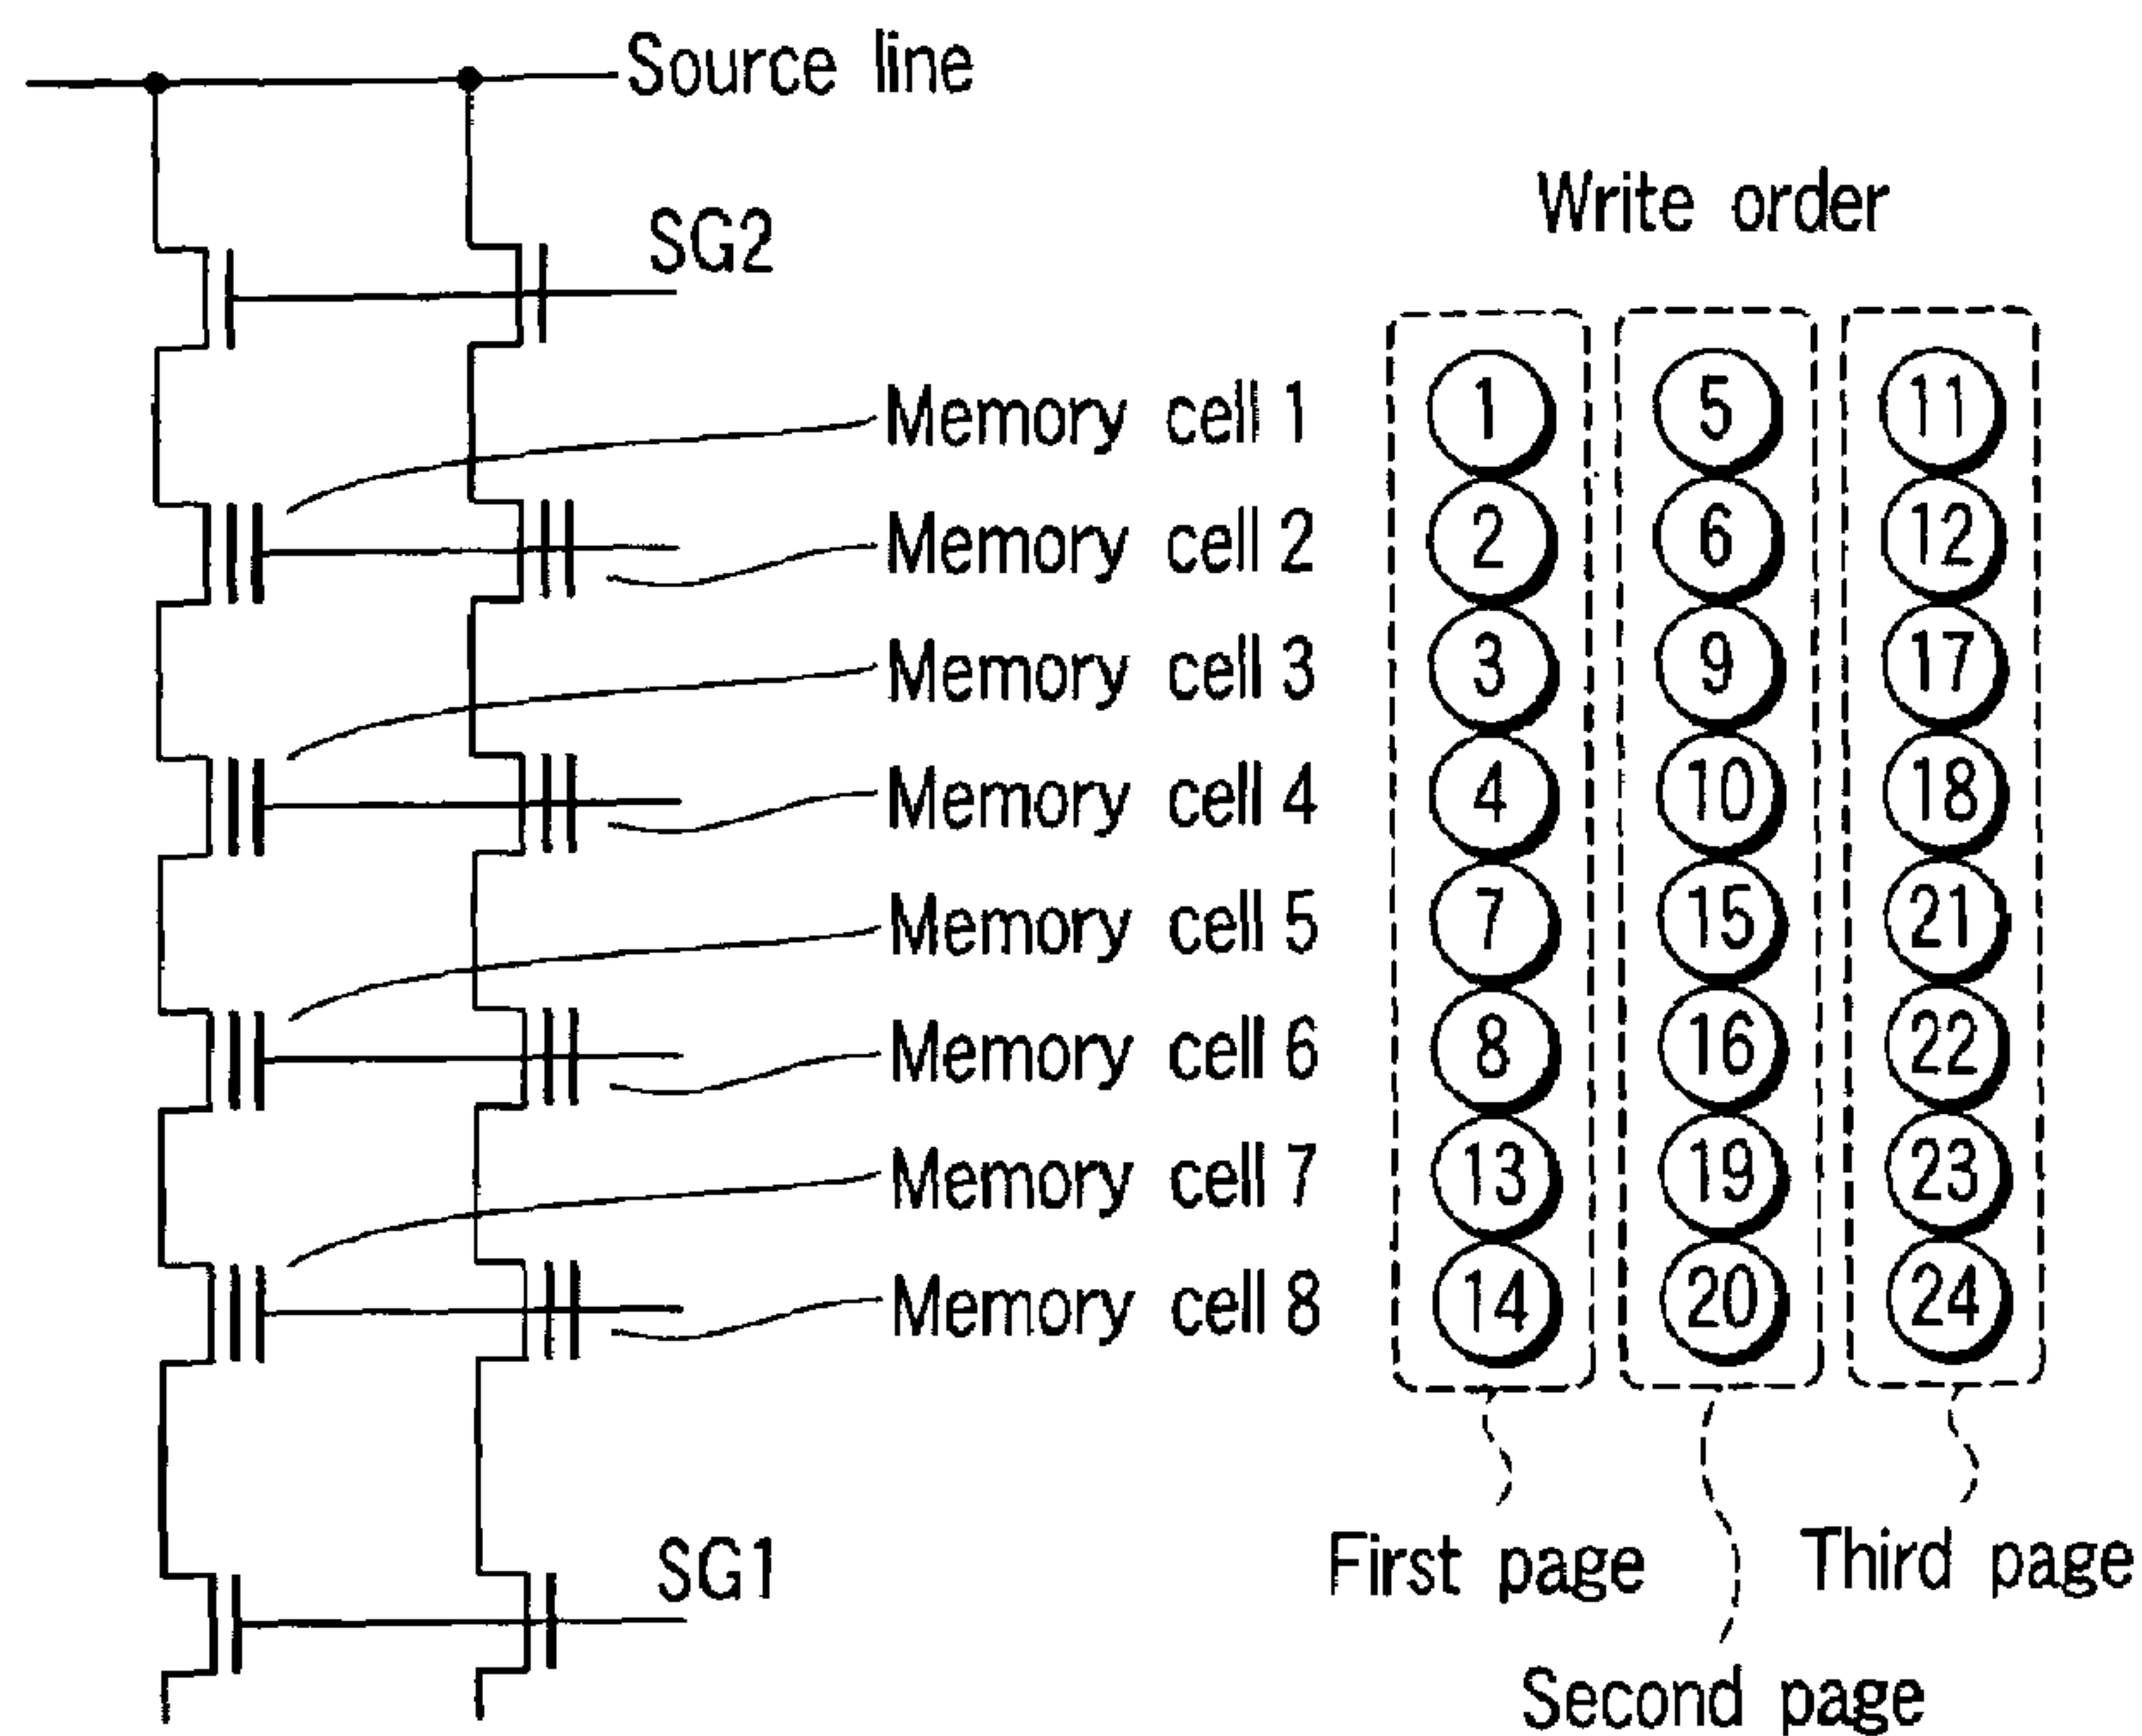 Source line
SG2
Write order
Memory cell 1 1 5 11
Memory cell 2 2 6 12
Memory cell 3 3 9 17
Memory cell 4 4 10 18
Memory cell 5 7 15 21
Memory cell 6 8 16 22
Memory cell 7 13 19 23
Memory cell 8 14 20 24
SG1
First page
Third page
Second page